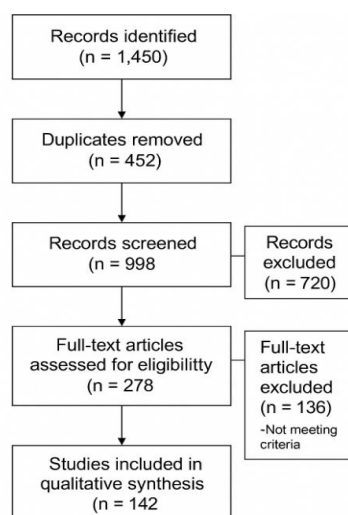 Records identified
(n = 1,450)
Duplicates removed
(n = 452)
Records screened
(n = 998)
Records
excluded
(n = 720)
Full-text articles
assessed for eligibilitty
(n = 278)
Full-text
articles
excluded
(n = 136)
-Not meeting
criteria
Studies included in
qualitative synthesis
(n = 142